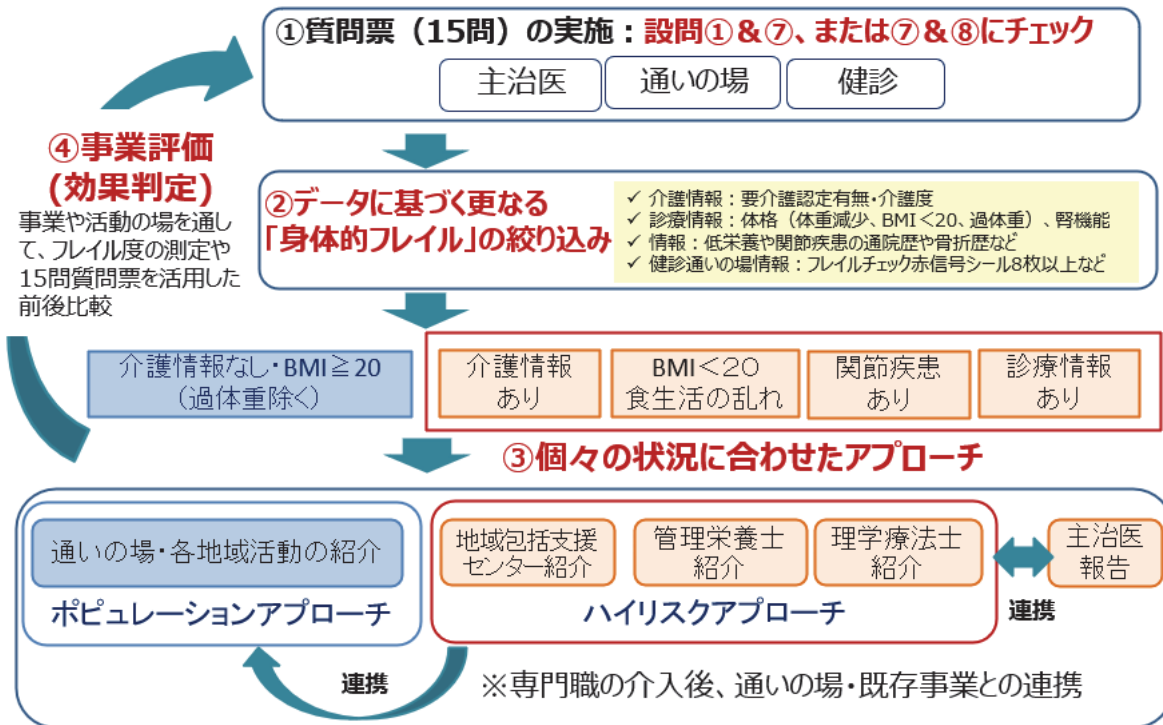 ①質問票（15問）の実施：設問①＆⑦、または⑦＆⑧にチェック
主治医
通いの場
健診
④事業評価
(効果判定)
事業や活動の場を通し
て、フレイル度の測定や
15問質問票を活用した
前後比較
②データに基づく更なる
「身体的フレイル」の絞り込み
✓ 介護情報：要介護認定有無・介護度
✓ 診療情報：体格（体重減少、BMI＜20、過体重）、腎機能
✓ 情報：低栄養や関節疾患の通院歴や骨折歴など
✓ 健診通いの場情報：フレイルチェック赤信号シール8枚以上など
介護情報なし・BMI≧20
（過体重除く）
介護情報
あり
BMI＜20
食生活の乱れ
関節疾患
あり
診療情報
あり
③個々の状況に合わせたアプローチ
通いの場・各地域活動の紹介
ポピュレーションアプローチ
地域包括支援
センター紹介
管理栄養士
紹介
理学療法士
紹介
ハイリスクアプローチ
主治医
報告
連携
連携
※専門職の介入後、通いの場・既存事業との連携